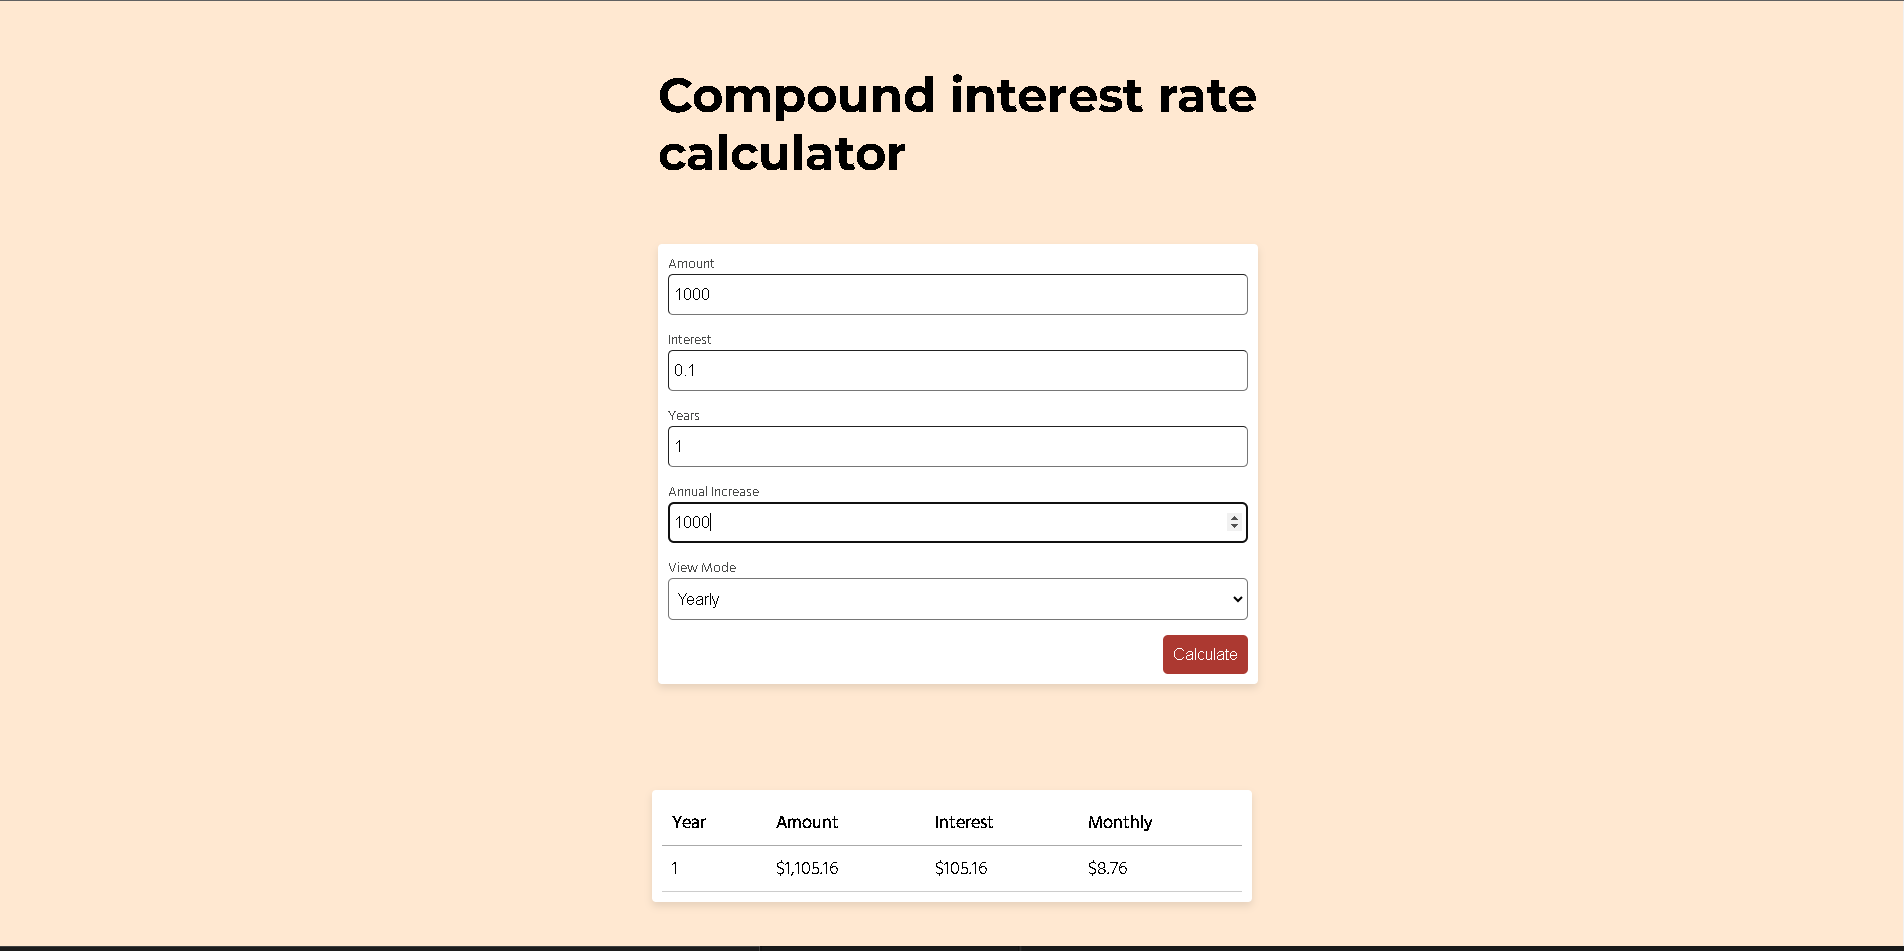 Compound interest rate
calculator
Amount
1000
Interest
0.1
Years
1
Annual Increase
1000
View Mode
Yearly
Calculate
Year Amount Interest Monthly
1 $1,105.16 $105.16 $8.76